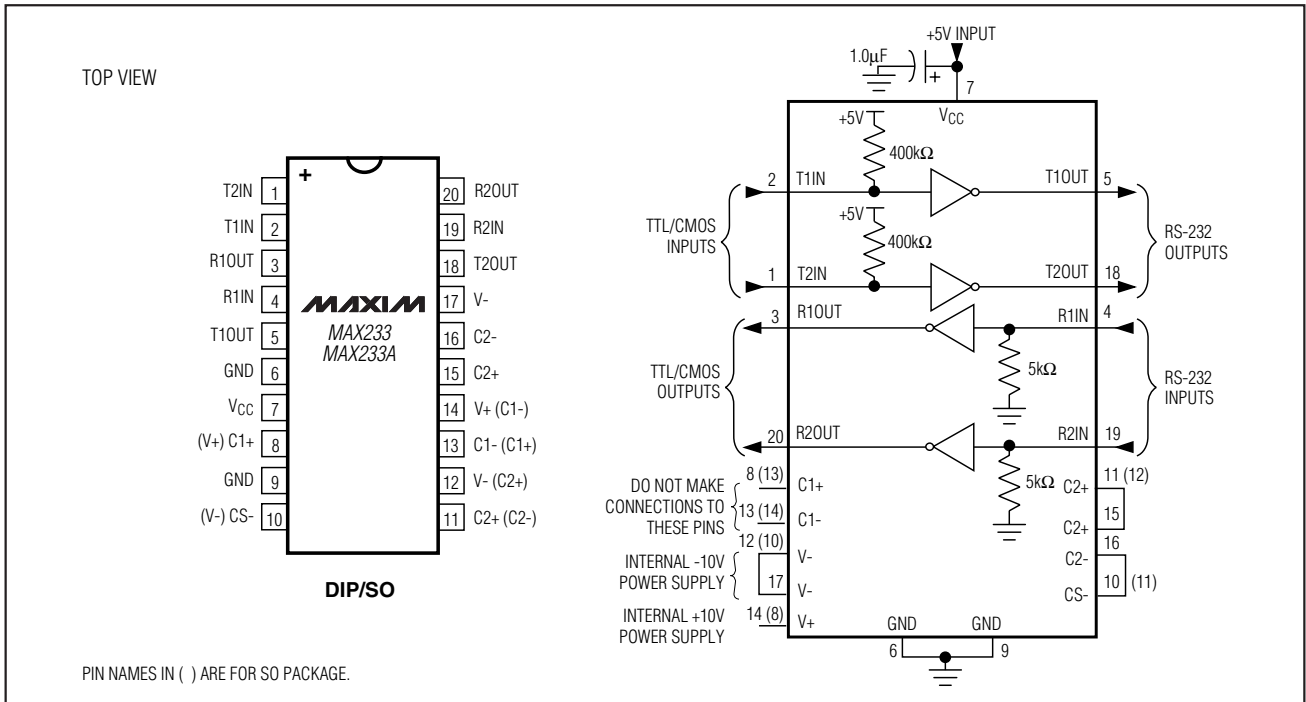 TOP VIEW
T2IN 1
T1IN 2
R1OUT 3
R1IN 4
T1OUT 5
GND 6
VCC 7
(V+) C1+ 8
GND 9
(V-) CS- 10
+
MAXIM
MAX233
MAX233A
20 R2OUT
19 R2IN
18 T2OUT
17 V-
16 C2-
15 C2+
14 V+ (C1-)
13 C1- (C1+)
12 V- (C2+)
11 C2+ (C2-)
DIP/SO
PIN NAMES IN ( ) ARE FOR SO PACKAGE.
+5V INPUT
1.0µF
+
7
VCC
+5V
400kΩ
2 T1IN
T1OUT 5
TTL/CMOS
INPUTS
+5V
400kΩ
RS-232
OUTPUTS
1 T2IN
T2OUT 18
3 R1OUT
R1IN 4
5kΩ
TTL/CMOS
OUTPUTS
RS-232
INPUTS
20 R2OUT
R2IN 19
5kΩ
DO NOT MAKE
CONNECTIONS TO
THESE PINS
8 (13) C1+
13 (14) C1-
INTERNAL -10V
POWER SUPPLY
12 (10) V-
17 V-
INTERNAL +10V
POWER SUPPLY
14 (8) V+
C2+ 11 (12)
C2+ 15
C2- 16
CS- 10 (11)
GND GND
6 9